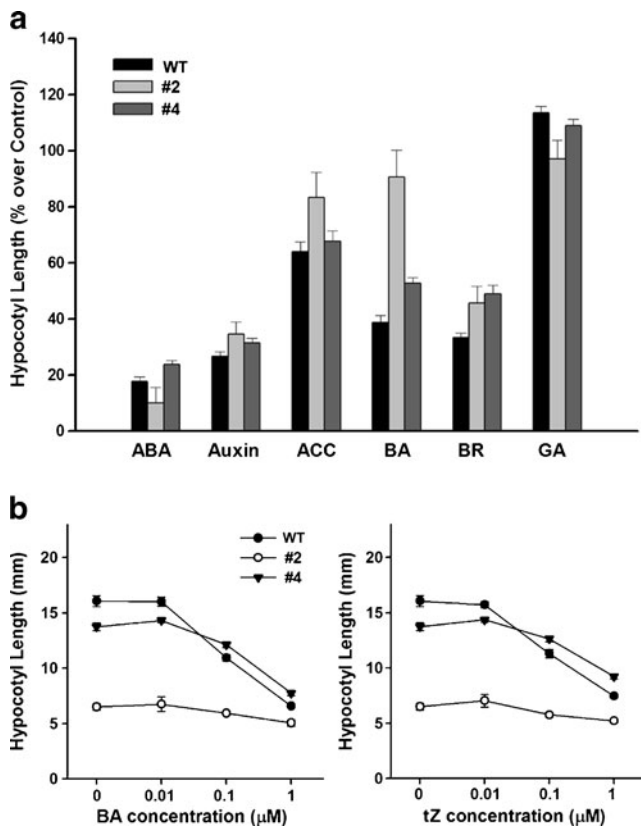 a
Hypocotyl Length (% over Control)
140
120
100
80
60
40
20
0
WT
#2
#4
ABA Auxin ACC BA BR GA
b
Hypocotyl Length (mm)
20
15
10
5
0
WT
#2
#4
0 0.01 0.1 1
BA concentration (μM)
Hypocotyl Length (mm)
20
15
10
5
0
0 0.01 0.1 1
tZ concentration (μM)